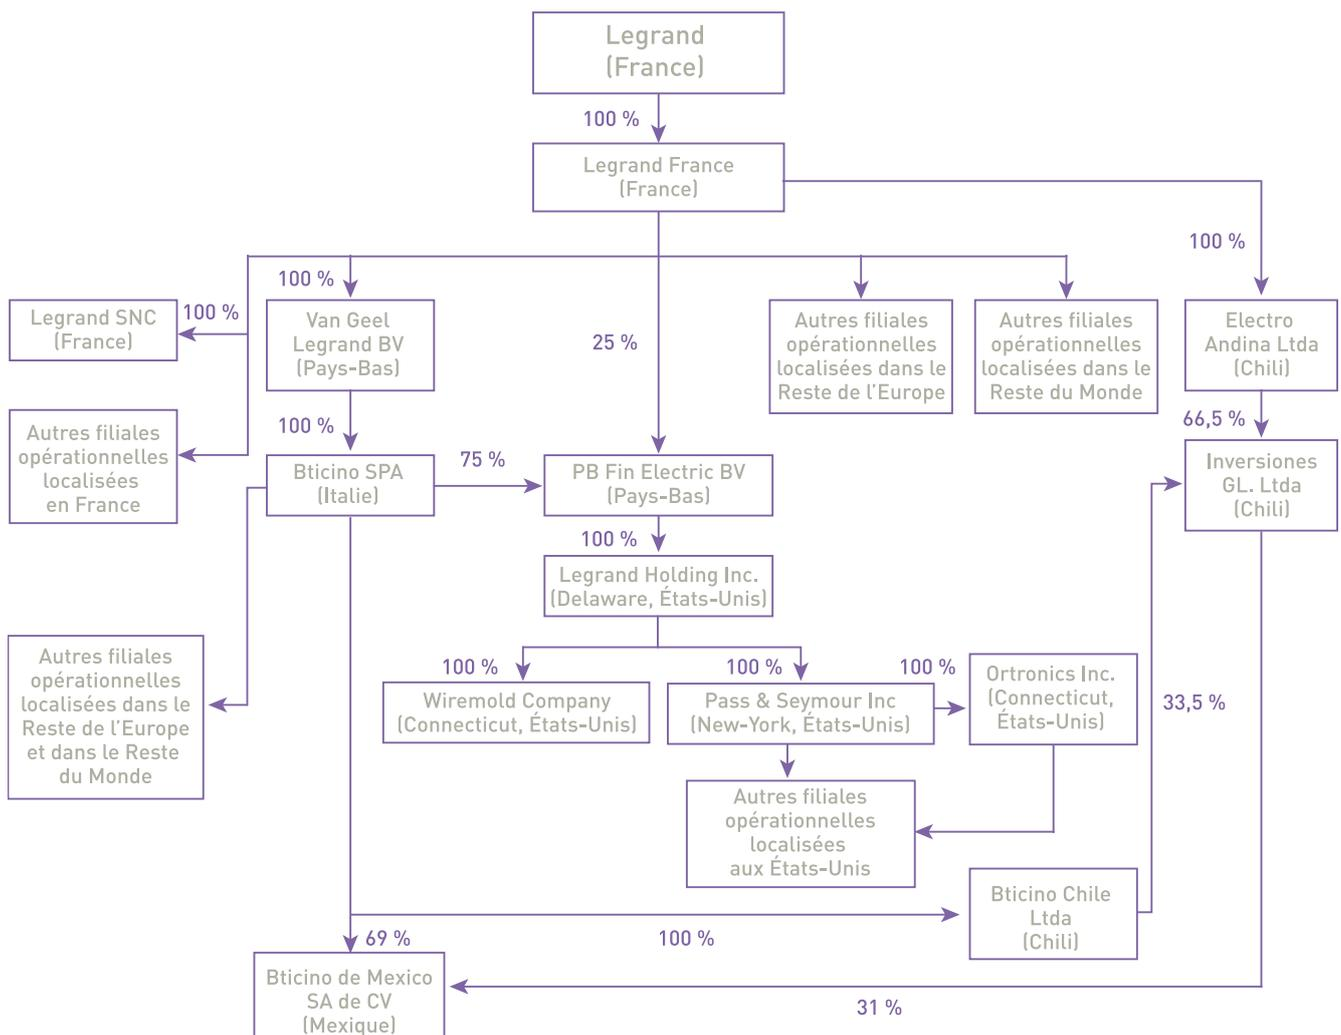 Legrand
(France)
100 %
Legrand France
(France)
100 %
100 %
25 %
Legrand SNC
(France)
100 %
Van Geel
Legrand BV
(Pays-Bas)
Autres filiales
opérationnelles
localisées dans le
Reste de l'Europe
Autres filiales
opérationnelles
localisées dans le
Reste du Monde
Electro
Andina Ltda
(Chili)
Autres filiales
opérationnelles
localisées
en France
100 %
66,5 %
Bticino SPA
(Italie)
75 %
PB Fin Electric BV
(Pays-Bas)
Inversiones
GL. Ltda
(Chili)
100 %
Legrand Holding Inc.
(Delaware, États-Unis)
Autres filiales
opérationnelles
localisées dans le
Reste de l'Europe
et dans le Reste
du Monde
100 %
Wiremold Company
(Connecticut, États-Unis)
100 %
Pass & Seymour Inc
(New-York, États-Unis)
100 %
Ortronics Inc.
(Connecticut,
États-Unis)
33,5 %
Autres filiales
opérationnelles
localisées
aux États-Unis
Bticino Chile
Ltda
(Chili)
69 %
100 %
Bticino de Mexico
SA de CV
(Mexique)
31 %